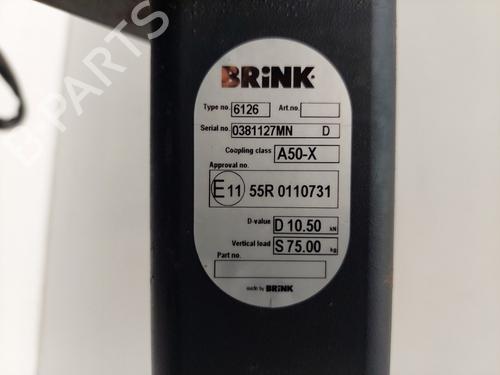 BRINK
Type no. 6126 Art.no.
Serial no. 0381127MN D
Coupling class A50-X
Approval no.
E 11 55R 0110731
D-value D 10.50 kN
Vertical load S 75.00 kg
Part no.
made by BRINK
B-PARTS